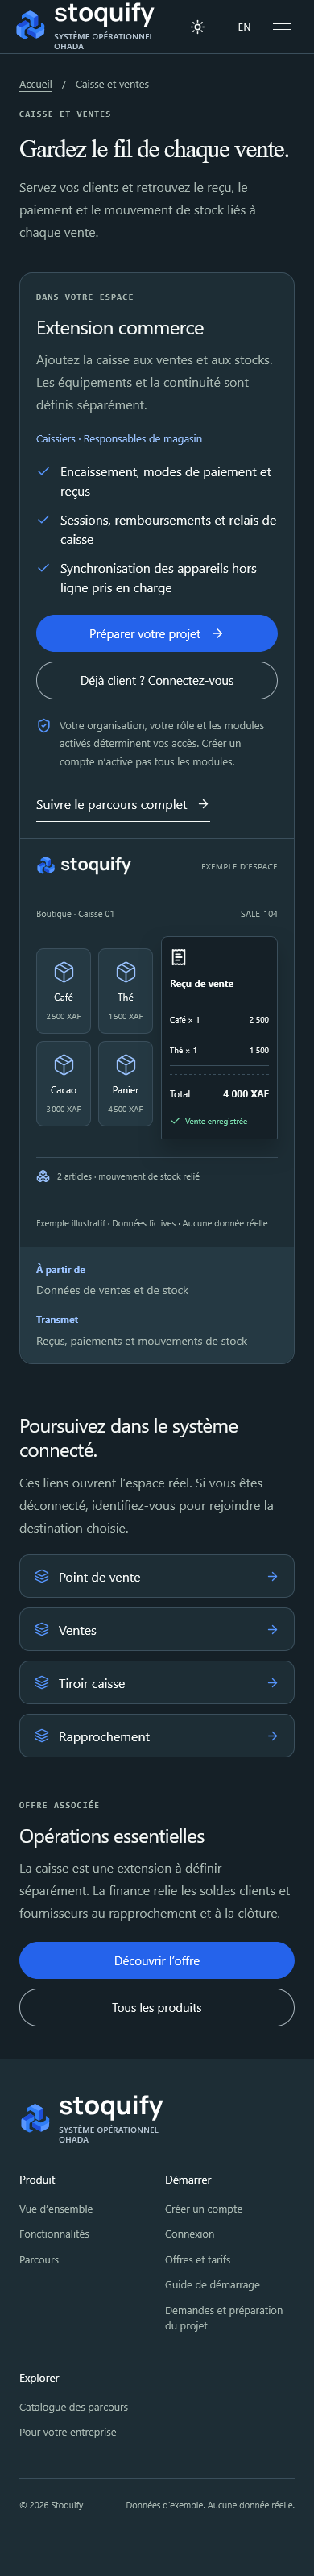 stoquify
SYSTÈME OPÉRATIONNEL
OHADA
EN
Accueil / Caisse et ventes
CAISSE ET VENTES
Gardez le fil de chaque vente.
Servez vos clients et retrouvez le reçu, le
paiement et le mouvement de stock liés à
chaque vente.
DANS VOTRE ESPACE
Extension commerce
Ajoutez la caisse aux ventes et aux stocks.
Les équipements et la continuité sont
définis séparément.
Caissiers · Responsables de magasin
Encaissement, modes de paiement et
reçus
Sessions, remboursements et relais de
caisse
Synchronisation des appareils hors
ligne pris en charge
Préparer votre projet
Déjà client ? Connectez-vous
Votre organisation, votre rôle et les modules
activés déterminent vos accès. Créer un
compte n'active pas tous les modules.
Suivre le parcours complet
stoquify
EXEMPLE D'ESPACE
Boutique · Caisse 01
SALE-104
Café
2 500 XAF
Thé
1 500 XAF
Cacao
3 000 XAF
Panier
4 500 XAF
Reçu de vente
Café × 1 2 500
Thé × 1 1 500
Total 4 000 XAF
Vente enregistrée
2 articles · mouvement de stock relié
Exemple illustratif · Données fictives · Aucune donnée réelle
À partir de
Données de ventes et de stock
Transmet
Reçus, paiements et mouvements de stock
Poursuivez dans le système
connecté.
Ces liens ouvrent l'espace réel. Si vous êtes
déconnecté, identifiez-vous pour rejoindre la
destination choisie.
Point de vente
Ventes
Tiroir caisse
Rapprochement
OFFRE ASSOCIÉE
Opérations essentielles
La caisse est une extension à définir
séparément. La finance relie les soldes clients et
fournisseurs au rapprochement et à la clôture.
Découvrir l'offre
Tous les produits
stoquify
SYSTÈME OPÉRATIONNEL
OHADA
Produit
Vue d'ensemble
Fonctionnalités
Parcours
Démarrer
Créer un compte
Connexion
Offres et tarifs
Guide de démarrage
Demandes et préparation
du projet
Explorer
Catalogue des parcours
Pour votre entreprise
© 2026 Stoquify
Données d'exemple. Aucune donnée réelle.